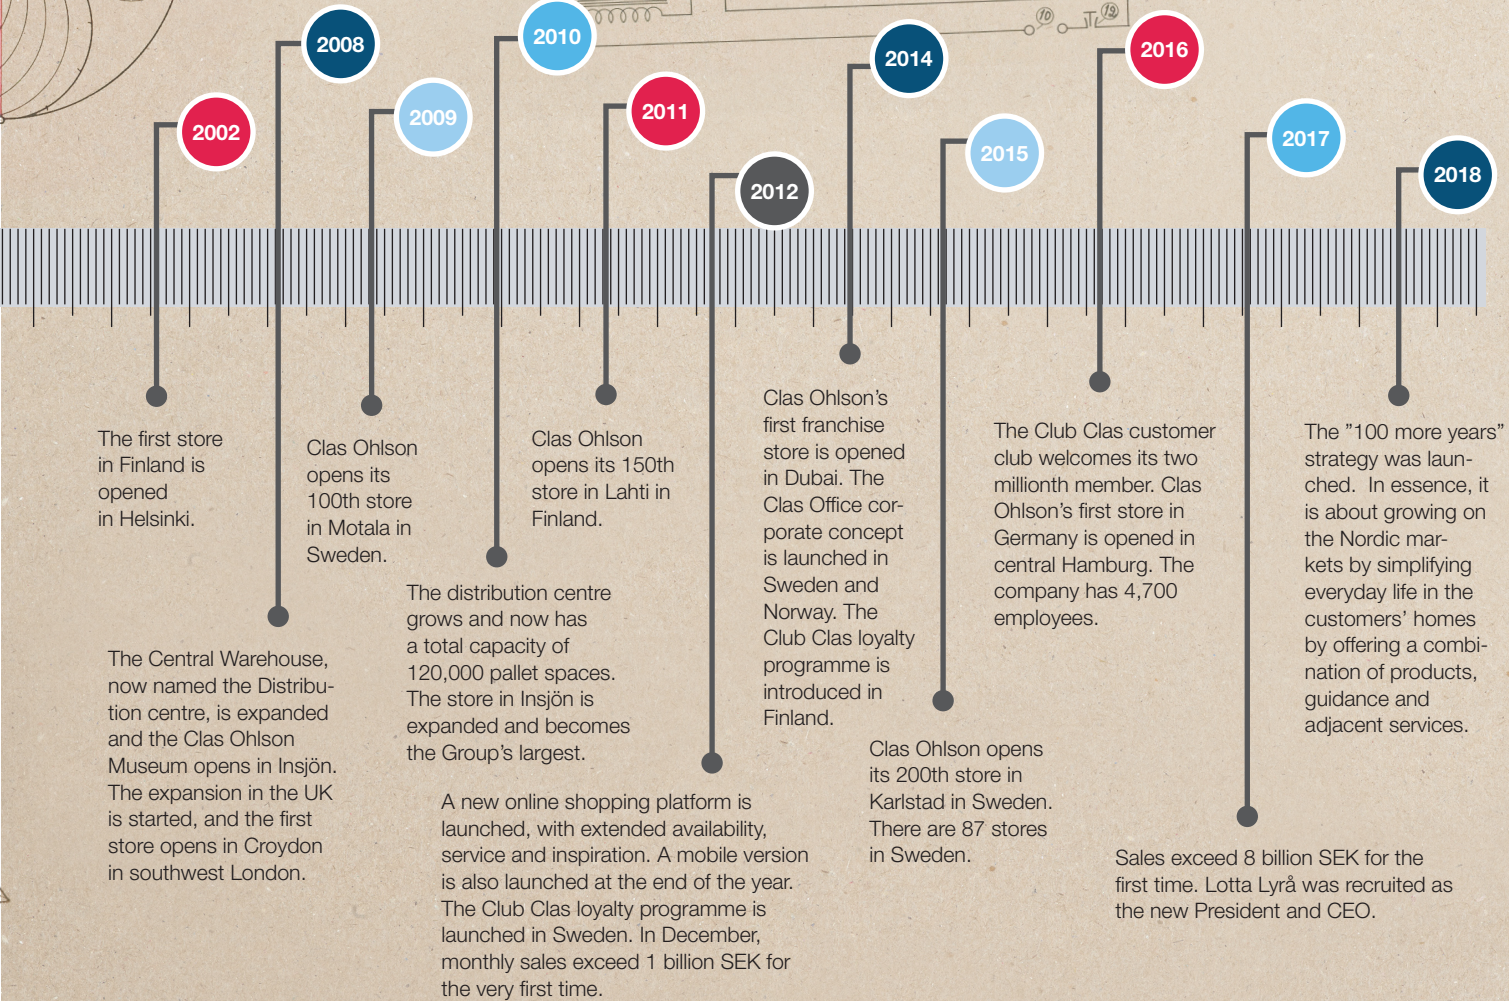 10
12
2002
The first store
in Finland is
opened
in Helsinki.
2008
The Central Warehouse,
now named the Distribu-
tion centre, is expanded
and the Clas Ohlson
Museum opens in Insjön.
The expansion in the UK
is started, and the first
store opens in Croydon
in southwest London.
2009
Clas Ohlson
opens its
100th store
in Motala in
Sweden.
2010
The distribution centre
grows and now has
a total capacity of
120,000 pallet spaces.
The store in Insjön is
expanded and becomes
the Group’s largest.
2011
Clas Ohlson
opens its 150th
store in Lahti in
Finland.
2012
A new online shopping platform is
launched, with extended availability,
service and inspiration. A mobile version
is also launched at the end of the year.
The Club Clas loyalty programme is
launched in Sweden. In December,
monthly sales exceed 1 billion SEK for
the very first time.
2014
Clas Ohlson’s
first franchise
store is opened
in Dubai. The
Clas Office cor-
porate concept
is launched in
Sweden and
Norway. The
Club Clas loyalty
programme is
introduced in
Finland.
2015
Clas Ohlson opens
its 200th store in
Karlstad in Sweden.
There are 87 stores
in Sweden.
2016
The Club Clas customer
club welcomes its two
millionth member. Clas
Ohlson’s first store in
Germany is opened in
central Hamburg. The
company has 4,700
employees.
2017
Sales exceed 8 billion SEK for the
first time. Lotta Lyrå was recruited as
the new President and CEO.
2018
The ”100 more years”
strategy was laun-
ched.  In essence, it
is about growing on
the Nordic mar-
kets by simplifying
everyday life in the
customers’ homes
by offering a combi-
nation of products,
guidance and
adjacent services.